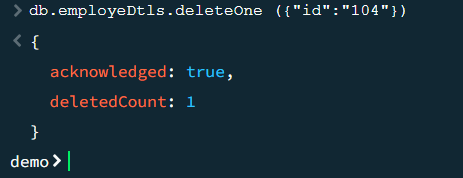 > db.employeDtls.deleteOne ({"id":"104"})
< {
acknowledged: true,
deletedCount: 1
}
demo>